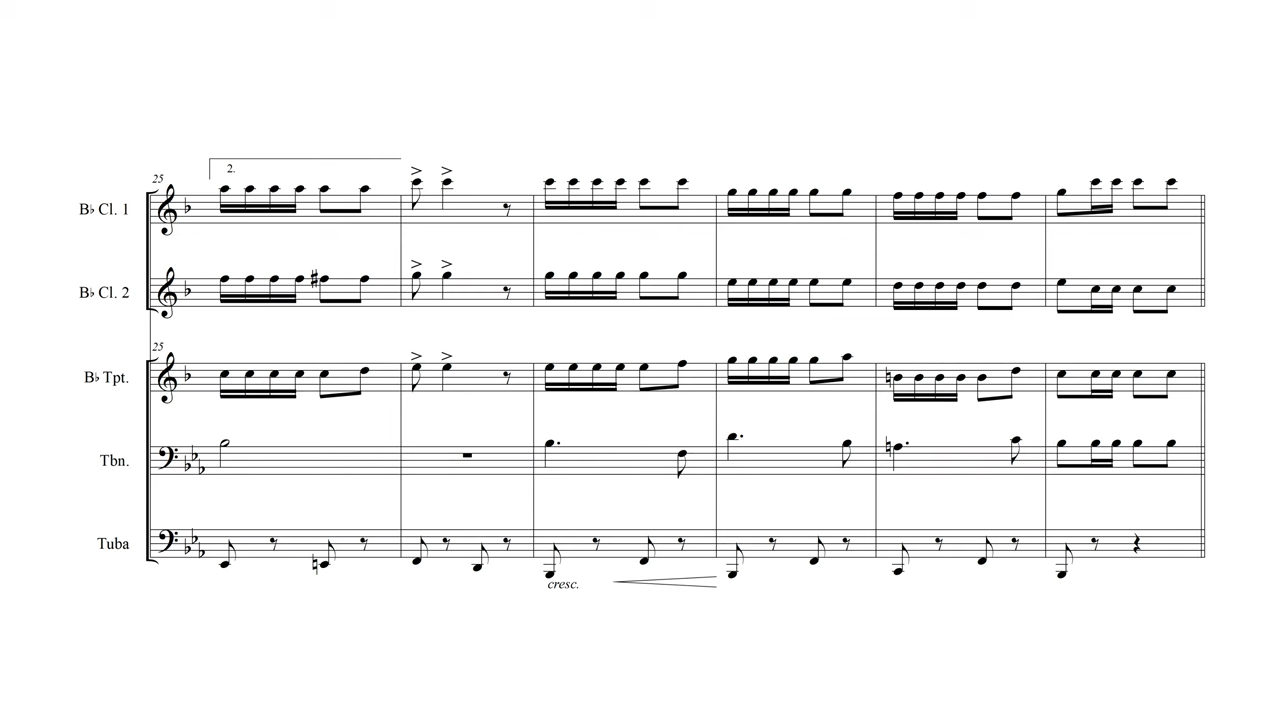 2.
25
B♭ Cl. 1
B♭ Cl. 2
25
B♭ Tpt.
Tbn.
Tuba
cresc.